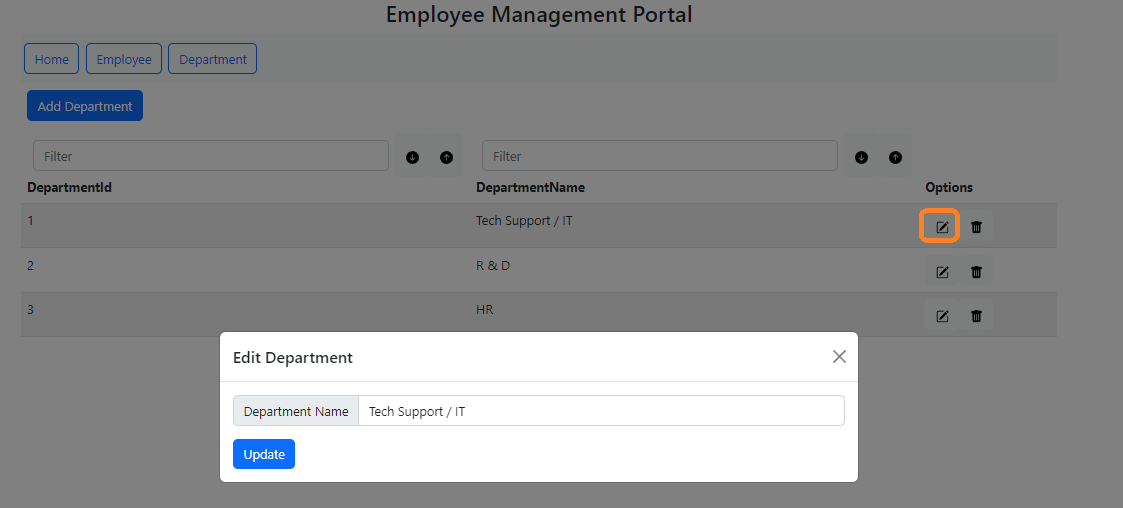 Employee Management Portal
Home Employee Department
Add Department
Filter Filter
DepartmentId DepartmentName Options
1 Tech Support / IT
2 R & D
3 HR
Edit Department
Department Name Tech Support / IT
Update